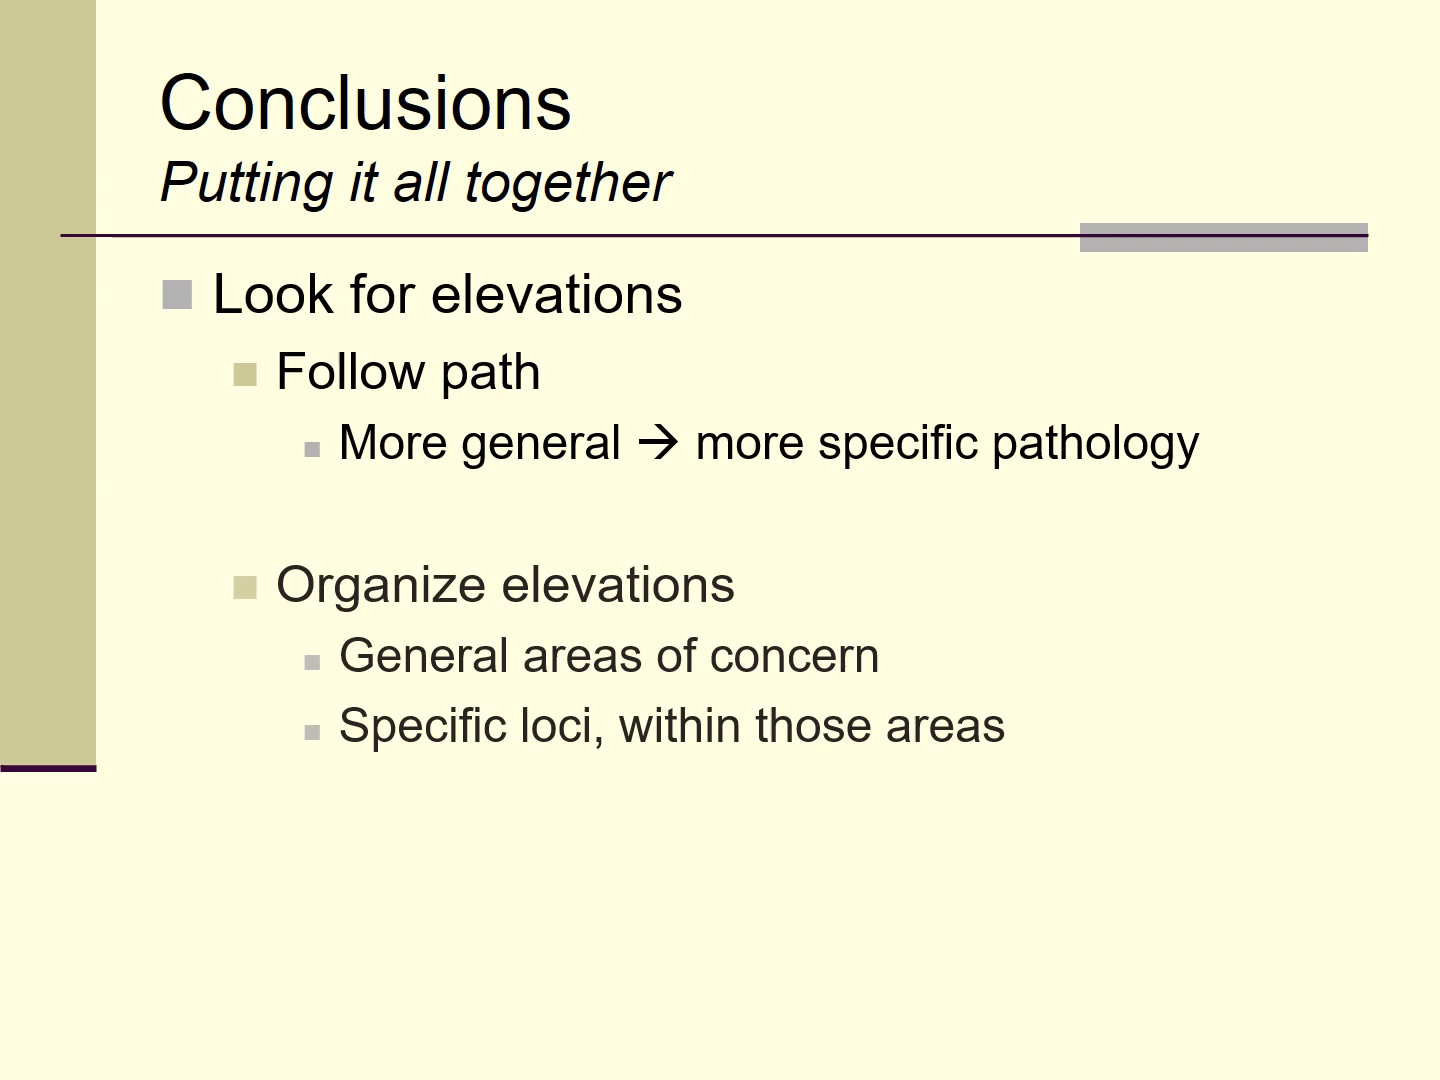 Conclusions
Putting it all together
Look for elevations
Follow path
More general → more specific pathology
Organize elevations
General areas of concern
Specific loci, within those areas